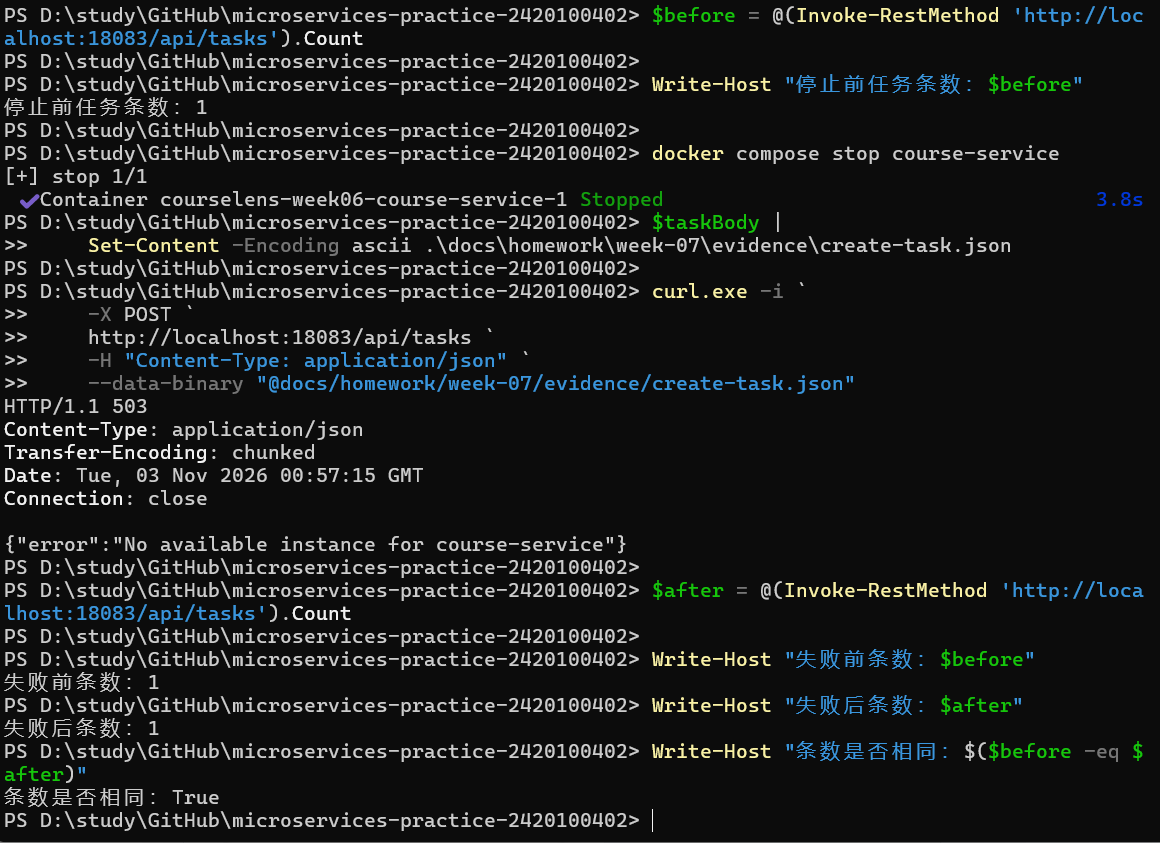 PS D:\study\GitHub\microservices-practice-2420100402> $before = @(Invoke-RestMethod 'http://loc
alhost:18083/api/tasks').Count
PS D:\study\GitHub\microservices-practice-2420100402>
PS D:\study\GitHub\microservices-practice-2420100402> Write-Host "停止前任务条数：$before"
停止前任务条数：1
PS D:\study\GitHub\microservices-practice-2420100402>
PS D:\study\GitHub\microservices-practice-2420100402> docker compose stop course-service
[+] stop 1/1
✔Container courselens-week06-course-service-1 Stopped 3.8s
PS D:\study\GitHub\microservices-practice-2420100402> $taskBody |
>>     Set-Content -Encoding ascii .\docs\homework\week-07\evidence\create-task.json
PS D:\study\GitHub\microservices-practice-2420100402>
PS D:\study\GitHub\microservices-practice-2420100402> curl.exe -i `
>>     -X POST `
>>     http://localhost:18083/api/tasks `
>>     -H "Content-Type: application/json" `
>>     --data-binary "@docs/homework/week-07/evidence/create-task.json"
HTTP/1.1 503
Content-Type: application/json
Transfer-Encoding: chunked
Date: Tue, 03 Nov 2026 00:57:15 GMT
Connection: close

{"error":"No available instance for course-service"}
PS D:\study\GitHub\microservices-practice-2420100402>
PS D:\study\GitHub\microservices-practice-2420100402> $after = @(Invoke-RestMethod 'http://loca
lhost:18083/api/tasks').Count
PS D:\study\GitHub\microservices-practice-2420100402>
PS D:\study\GitHub\microservices-practice-2420100402> Write-Host "失败前条数：$before"
失败前条数：1
PS D:\study\GitHub\microservices-practice-2420100402> Write-Host "失败后条数：$after"
失败后条数：1
PS D:\study\GitHub\microservices-practice-2420100402> Write-Host "条数是否相同：$($before -eq $
after)"
条数是否相同：True
PS D:\study\GitHub\microservices-practice-2420100402>